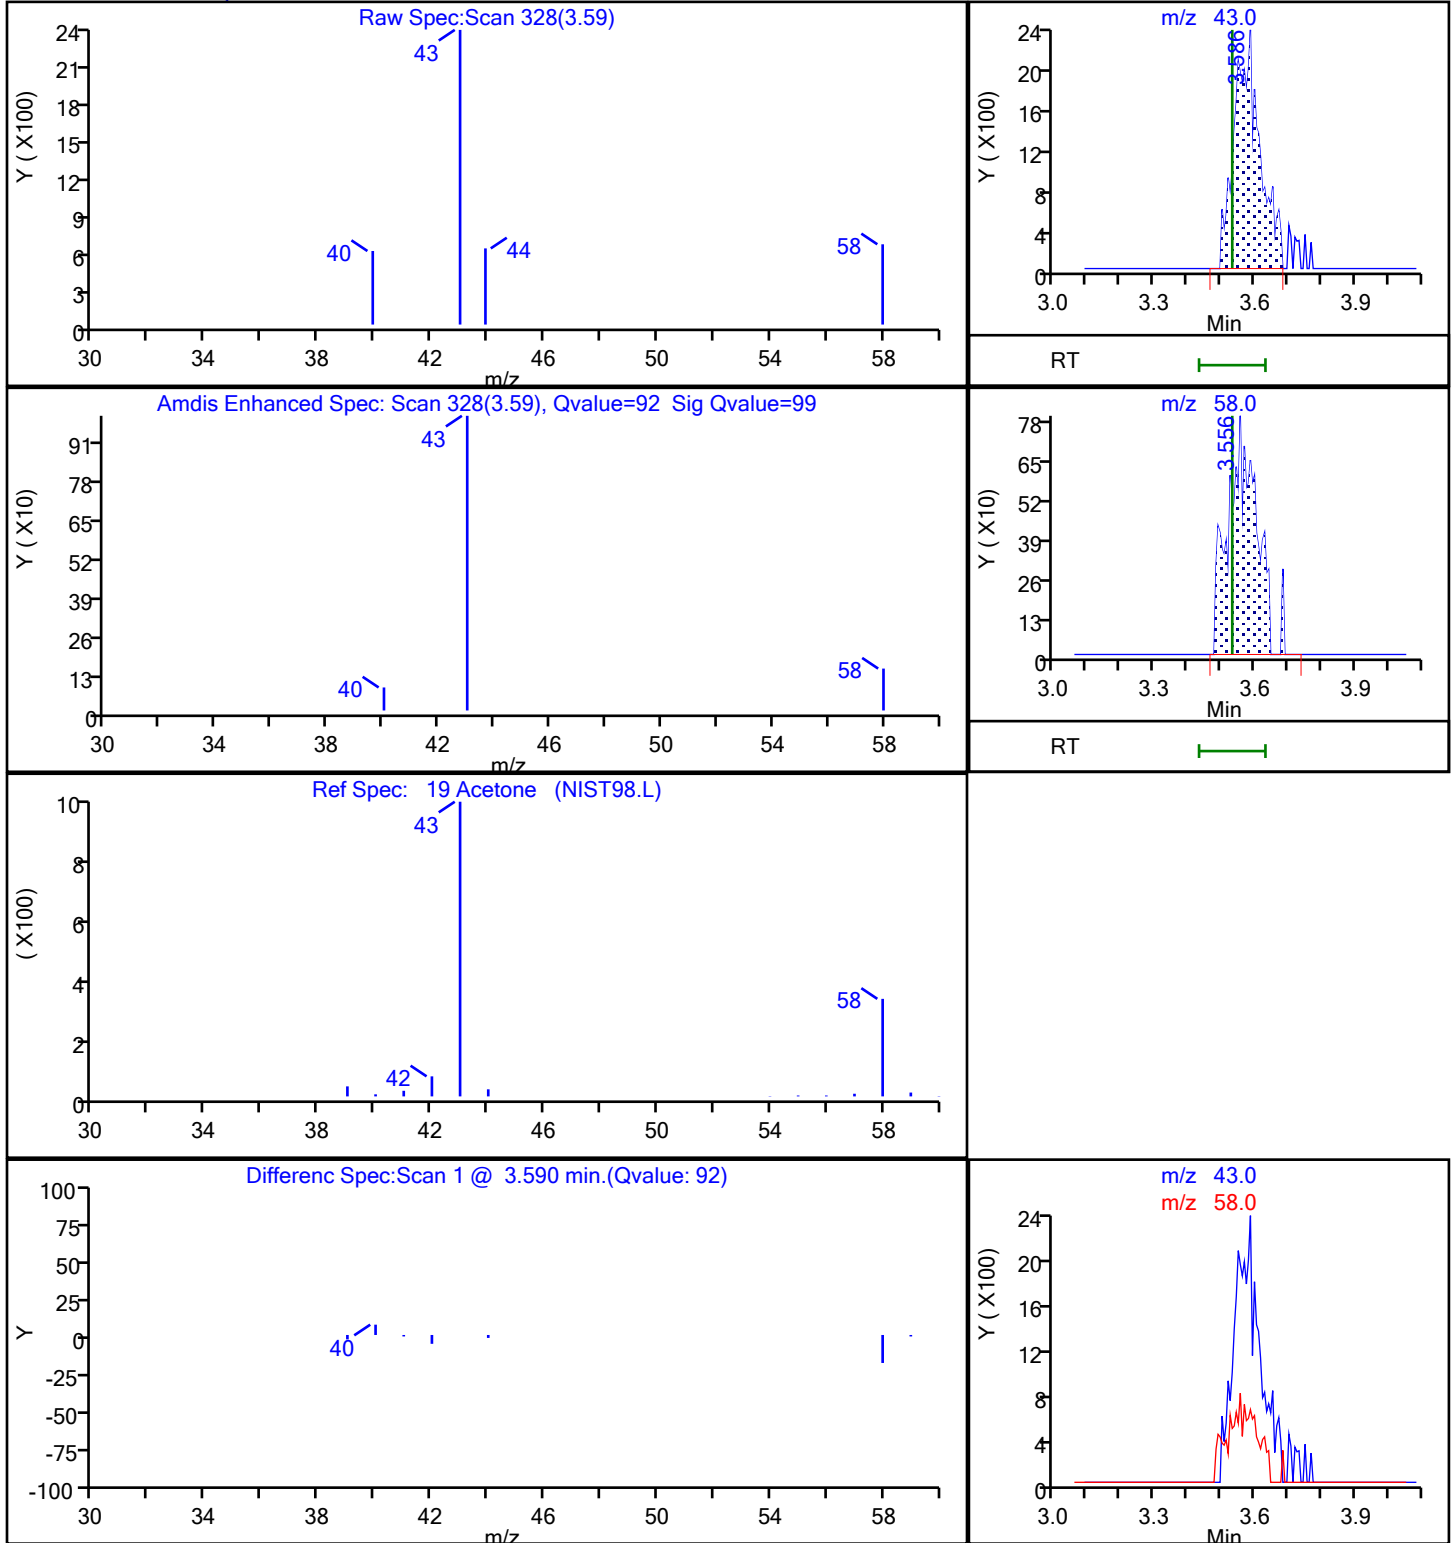 Raw Spec:Scan 328(3.59)
Y ( X100)
24
21
18
15
12
9
6
3
0
43
40
44
58
30 34 38 42 46 50 54 58
m/z
m/z 43.0
Y ( X100)
24
20
16
12
8
4
0
3.586
3.0 3.3 3.6 3.9
Min
RT
Amdis Enhanced Spec: Scan 328(3.59), Qvalue=92 Sig Qvalue=99
Y ( X10)
91
78
65
52
39
26
13
0
43
40
58
30 34 38 42 46 50 54 58
m/z
m/z 58.0
Y ( X10)
78
65
52
39
26
13
0
3.556
3.0 3.3 3.6 3.9
Min
RT
Ref Spec: 19 Acetone (NIST98.L)
( X100)
10
8
6
4
2
0
43
42
58
30 34 38 42 46 50 54 58
Differenc Spec:Scan 1 @ 3.590 min.(Qvalue: 92)
Y
100
75
50
25
0
-25
-50
-75
-100
40
30 34 38 42 46 50 54 58
m/z
m/z 43.0
m/z 58.0
Y ( X100)
24
20
16
12
8
4
0
3.0 3.3 3.6 3.9
Min